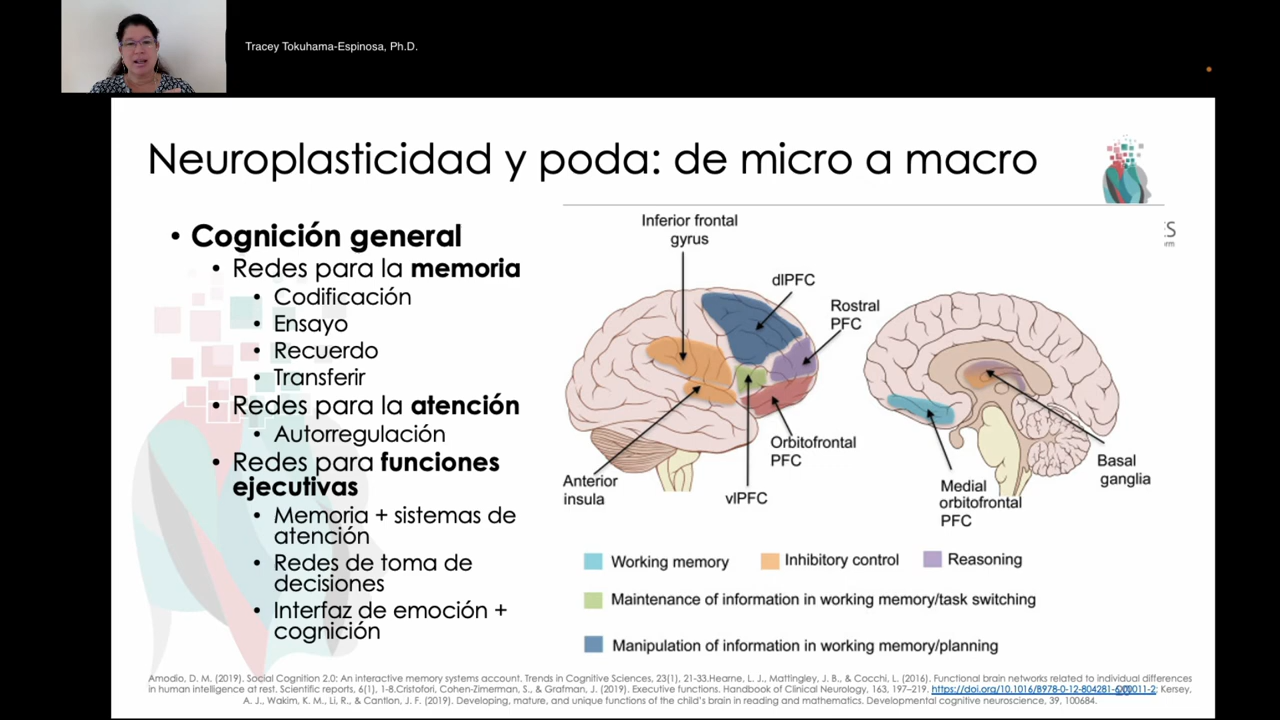 Tracey Tokuhama-Espinosa, Ph.D.
Neuroplasticidad y poda: de micro a macro
• Cognición general
• Redes para la memoria
• Codificación
• Ensayo
• Recuerdo
• Transferir
• Redes para la atención
• Autorregulación
• Redes para funciones
ejecutivas
• Memoria + sistemas de
atención
• Redes de toma de
decisiones
• Interfaz de emoción +
cognición
Inferior frontal
gyrus
dlPFC
Rostral
PFC
Orbitofrontal
PFC
Anterior
insula
vlPFC
Medial
orbitofrontal
PFC
Basal
ganglia
Working memory
Inhibitory control
Reasoning
Maintenance of information in working memory/task switching
Manipulation of information in working memory/planning
Amodio, D. M. (2019). Social Cognition 2.0: An interactive memory systems account. Trends in Cognitive Sciences, 23(1), 21-33.Hearne, L. J., Mattingley, J. B., & Cocchi, L. (2016). Functional brain networks related to individual differences
in human intelligence at rest. Scientific reports, 6(1), 1-8.Cristofori, Cohen-Zimerman, S., & Grafman, J. (2019). Executive functions. Handbook of Clinical Neurology, 163, 197–219. Kersey,
A. J., Wakim, K. M., Li, R., & Cantlon, J. F. (2019). Developing, mature, and unique functions of the child's brain in reading and mathematics. Developmental cognitive neuroscience, 39, 100684.